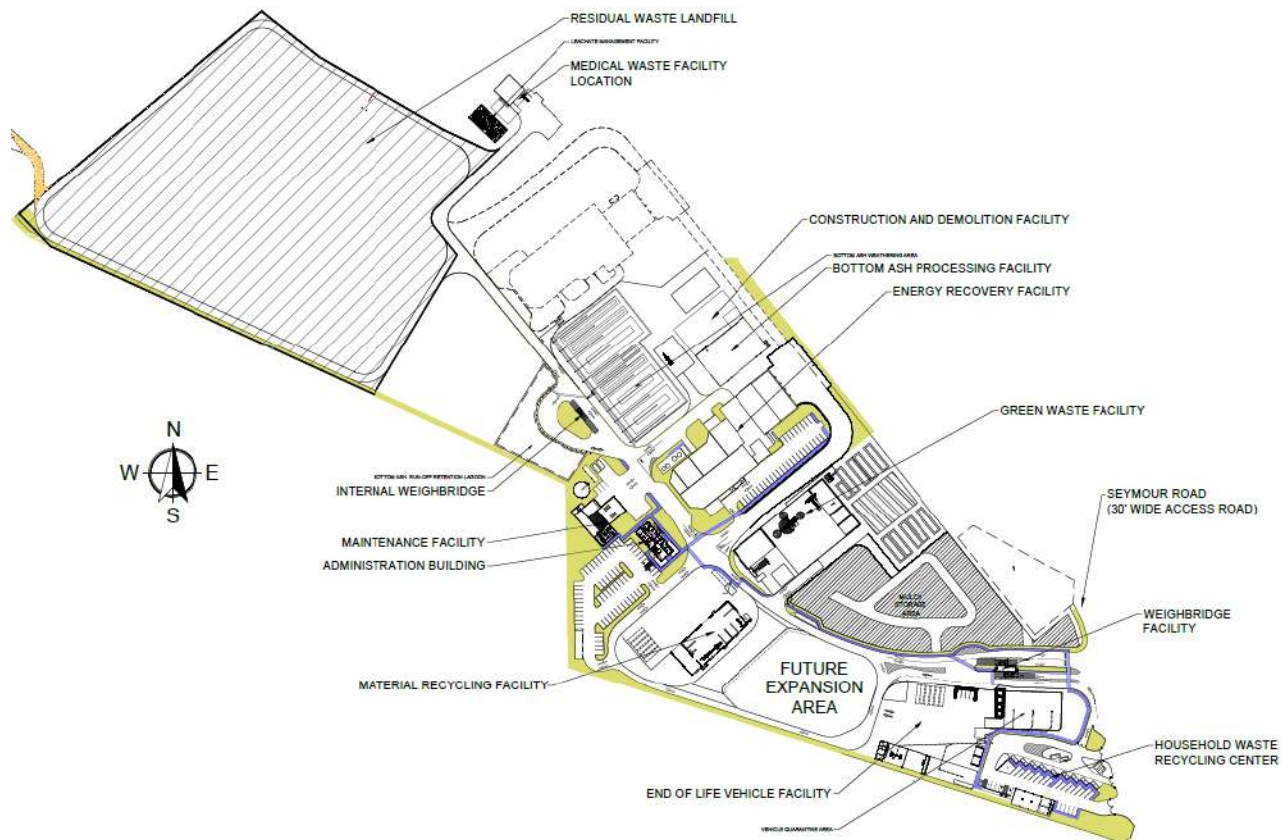 RESIDUAL WASTE LANDFILL
LEACHATE MANAGEMENT FACILITY
MEDICAL WASTE FACILITY
LOCATION
CONSTRUCTION AND DEMOLITION FACILITY
BOTTOM ASH WEATHERING AREA
BOTTOM ASH PROCESSING FACILITY
ENERGY RECOVERY FACILITY
GREEN WASTE FACILITY
N
W E
S
BOTTOM ASH RUN-OFF RETENTION LAGOON
INTERNAL WEIGHBRIDGE
SEYMOUR ROAD
(30' WIDE ACCESS ROAD)
MAINTENANCE FACILITY
ADMINISTRATION BUILDING
MULCH
STORAGE
AREA
WEIGHBRIDGE
FACILITY
MATERIAL RECYCLING FACILITY
FUTURE
EXPANSION
AREA
HOUSEHOLD WASTE
RECYCLING CENTER
END OF LIFE VEHICLE FACILITY
VEHICLE QUARANTINE AREA